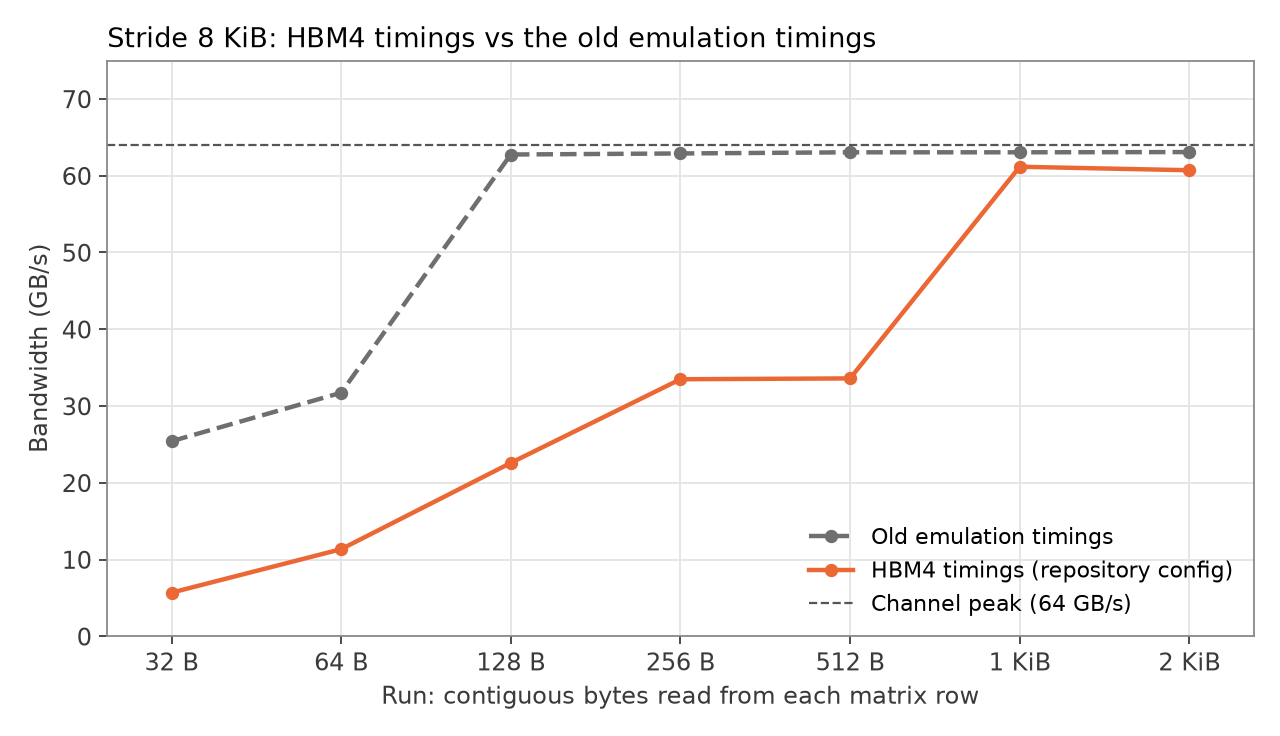 Stride 8 KiB: HBM4 timings vs the old emulation timings
Bandwidth (GB/s)
70
60
50
40
30
20
10
0
Old emulation timings
HBM4 timings (repository config)
Channel peak (64 GB/s)
32 B 64 B 128 B 256 B 512 B 1 KiB 2 KiB
Run: contiguous bytes read from each matrix row